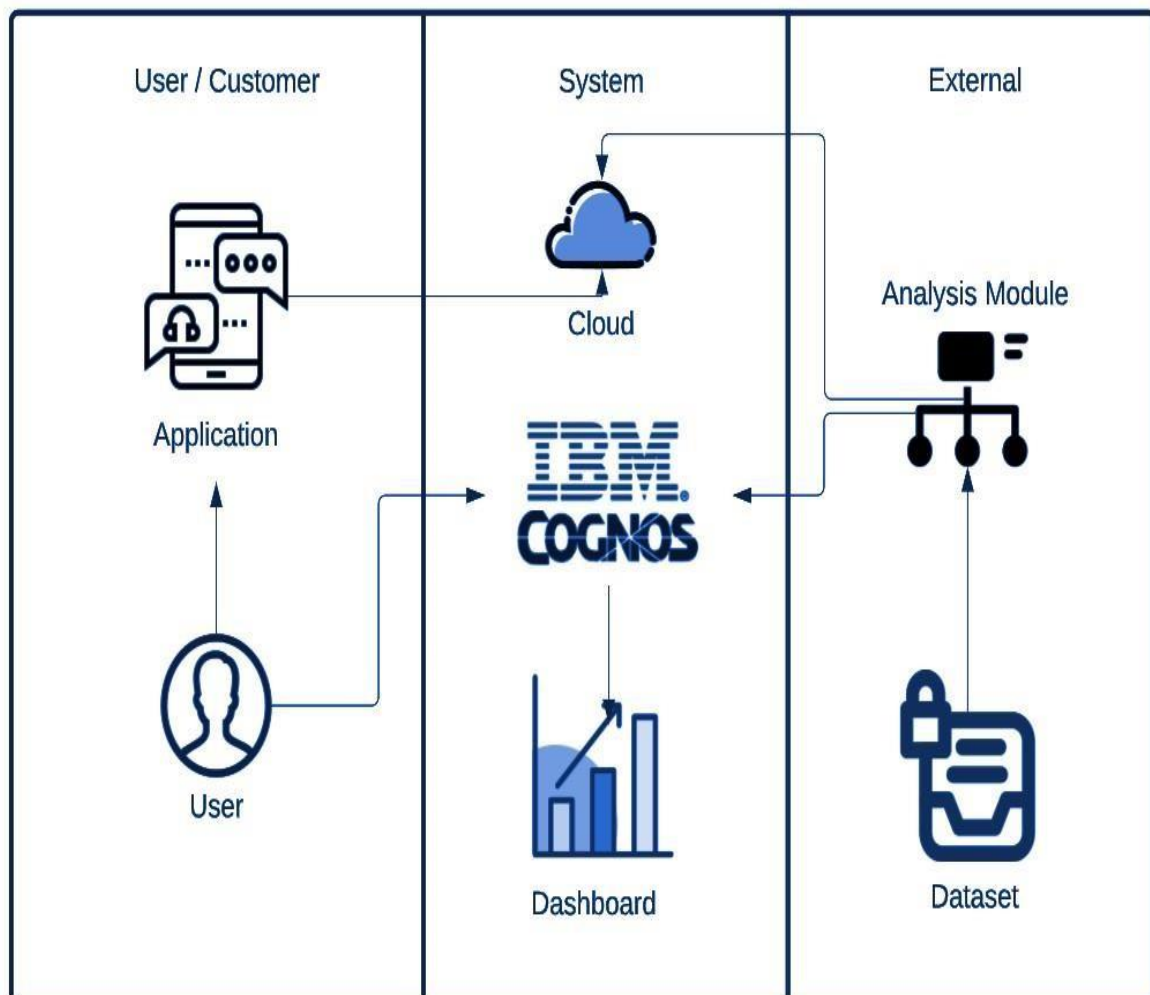 User / Customer
System
External
Cloud
Analysis Module
Application
IBM®
COGNOS
User
Dashboard
Dataset